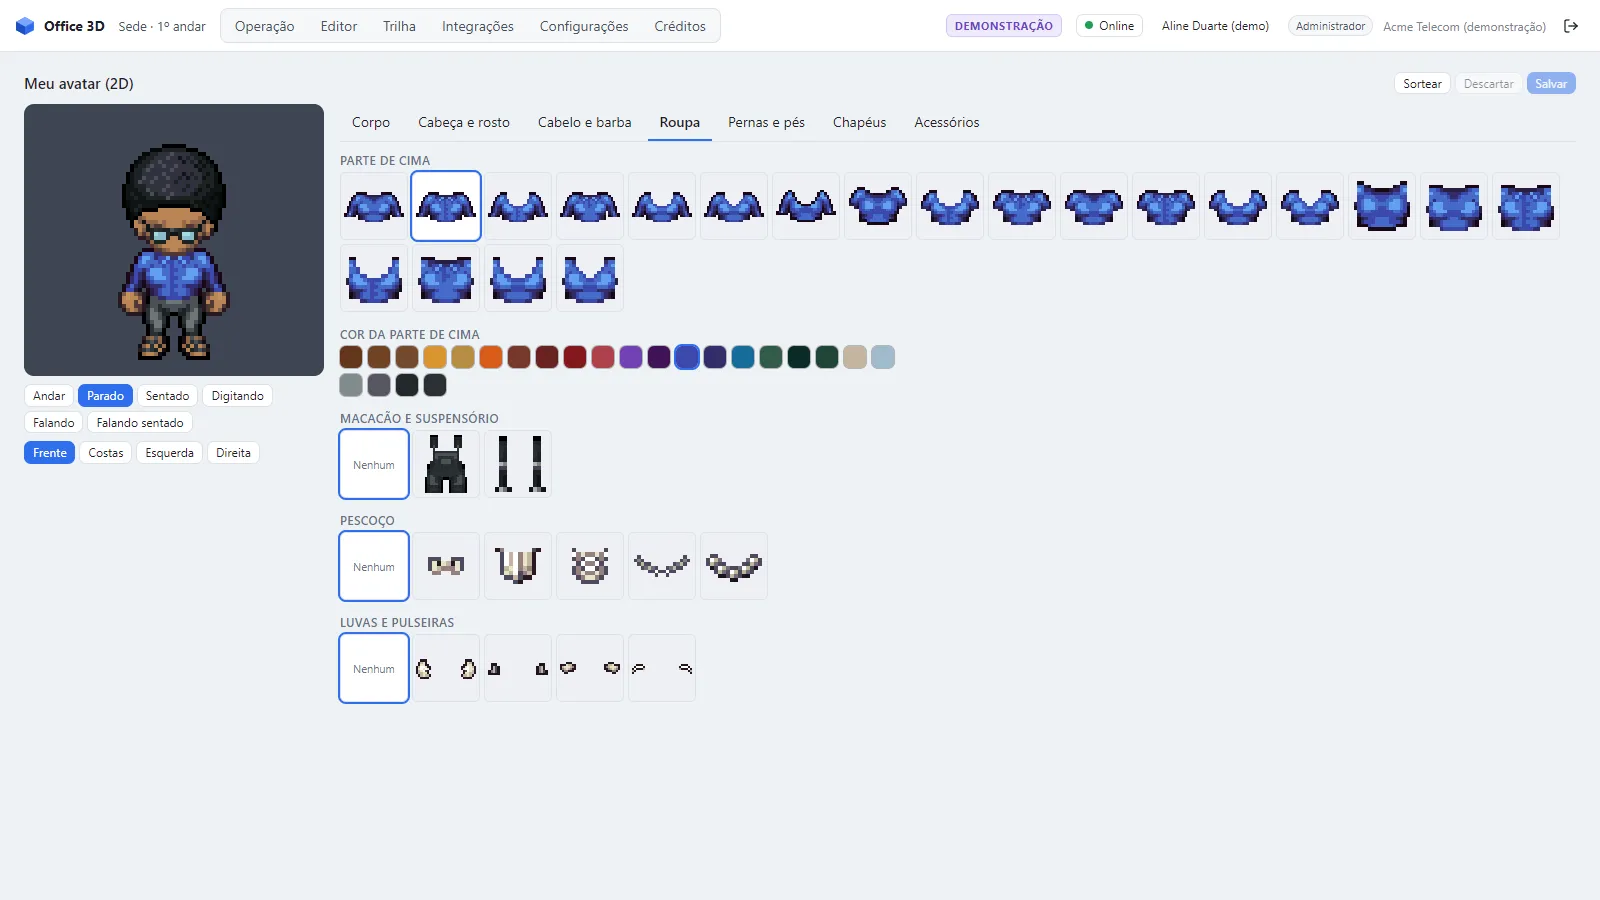 Office 3D Sede · 1º andar Operação Editor Trilha Integrações Configurações Créditos DEMONSTRAÇÃO Online Aline Duarte (demo) Administrador Acme Telecom (demonstração)
Meu avatar (2D) Sortear Descartar Salvar
Corpo Cabeça e rosto Cabelo e barba Roupa Pernas e pés Chapéus Acessórios
PARTE DE CIMA
COR DA PARTE DE CIMA
Andar Parado Sentado Digitando
Falando Falando sentado
Frente Costas Esquerda Direita
MACACÃO E SUSPENSÓRIO
Nenhum
PESCOÇO
Nenhum
LUVAS E PULSEIRAS
Nenhum